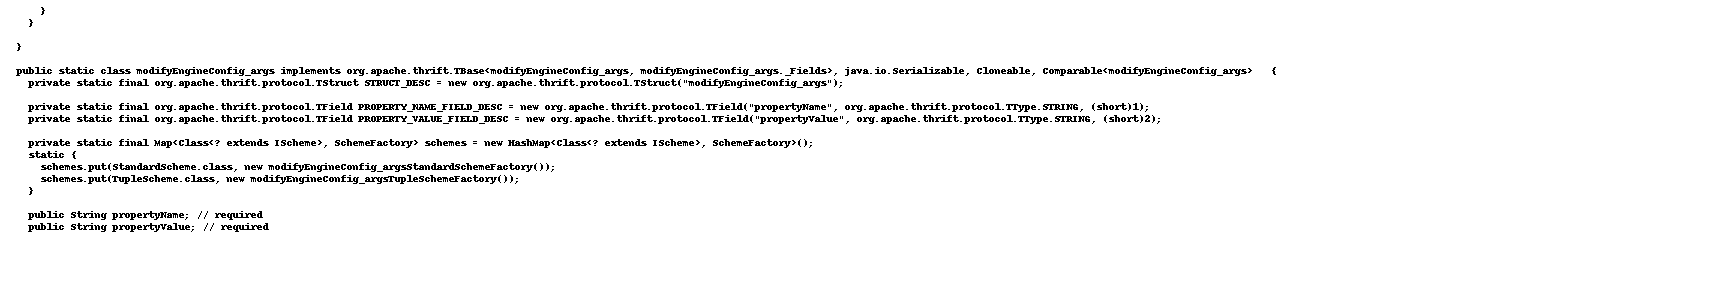 }
  }

}

public static class modifyEngineConfig_args implements org.apache.thrift.TBase<modifyEngineConfig_args, modifyEngineConfig_args._Fields>, java.io.Serializable, Cloneable, Comparable<modifyEngineConfig_args>   {
  private static final org.apache.thrift.protocol.TStruct STRUCT_DESC = new org.apache.thrift.protocol.TStruct("modifyEngineConfig_args");

  private static final org.apache.thrift.protocol.TField PROPERTY_NAME_FIELD_DESC = new org.apache.thrift.protocol.TField("propertyName", org.apache.thrift.protocol.TType.STRING, (short)1);
  private static final org.apache.thrift.protocol.TField PROPERTY_VALUE_FIELD_DESC = new org.apache.thrift.protocol.TField("propertyValue", org.apache.thrift.protocol.TType.STRING, (short)2);

  private static final Map<Class<? extends IScheme>, SchemeFactory> schemes = new HashMap<Class<? extends IScheme>, SchemeFactory>();
  static {
    schemes.put(StandardScheme.class, new modifyEngineConfig_argsStandardSchemeFactory());
    schemes.put(TupleScheme.class, new modifyEngineConfig_argsTupleSchemeFactory());
  }

  public String propertyName; // required
  public String propertyValue; // required